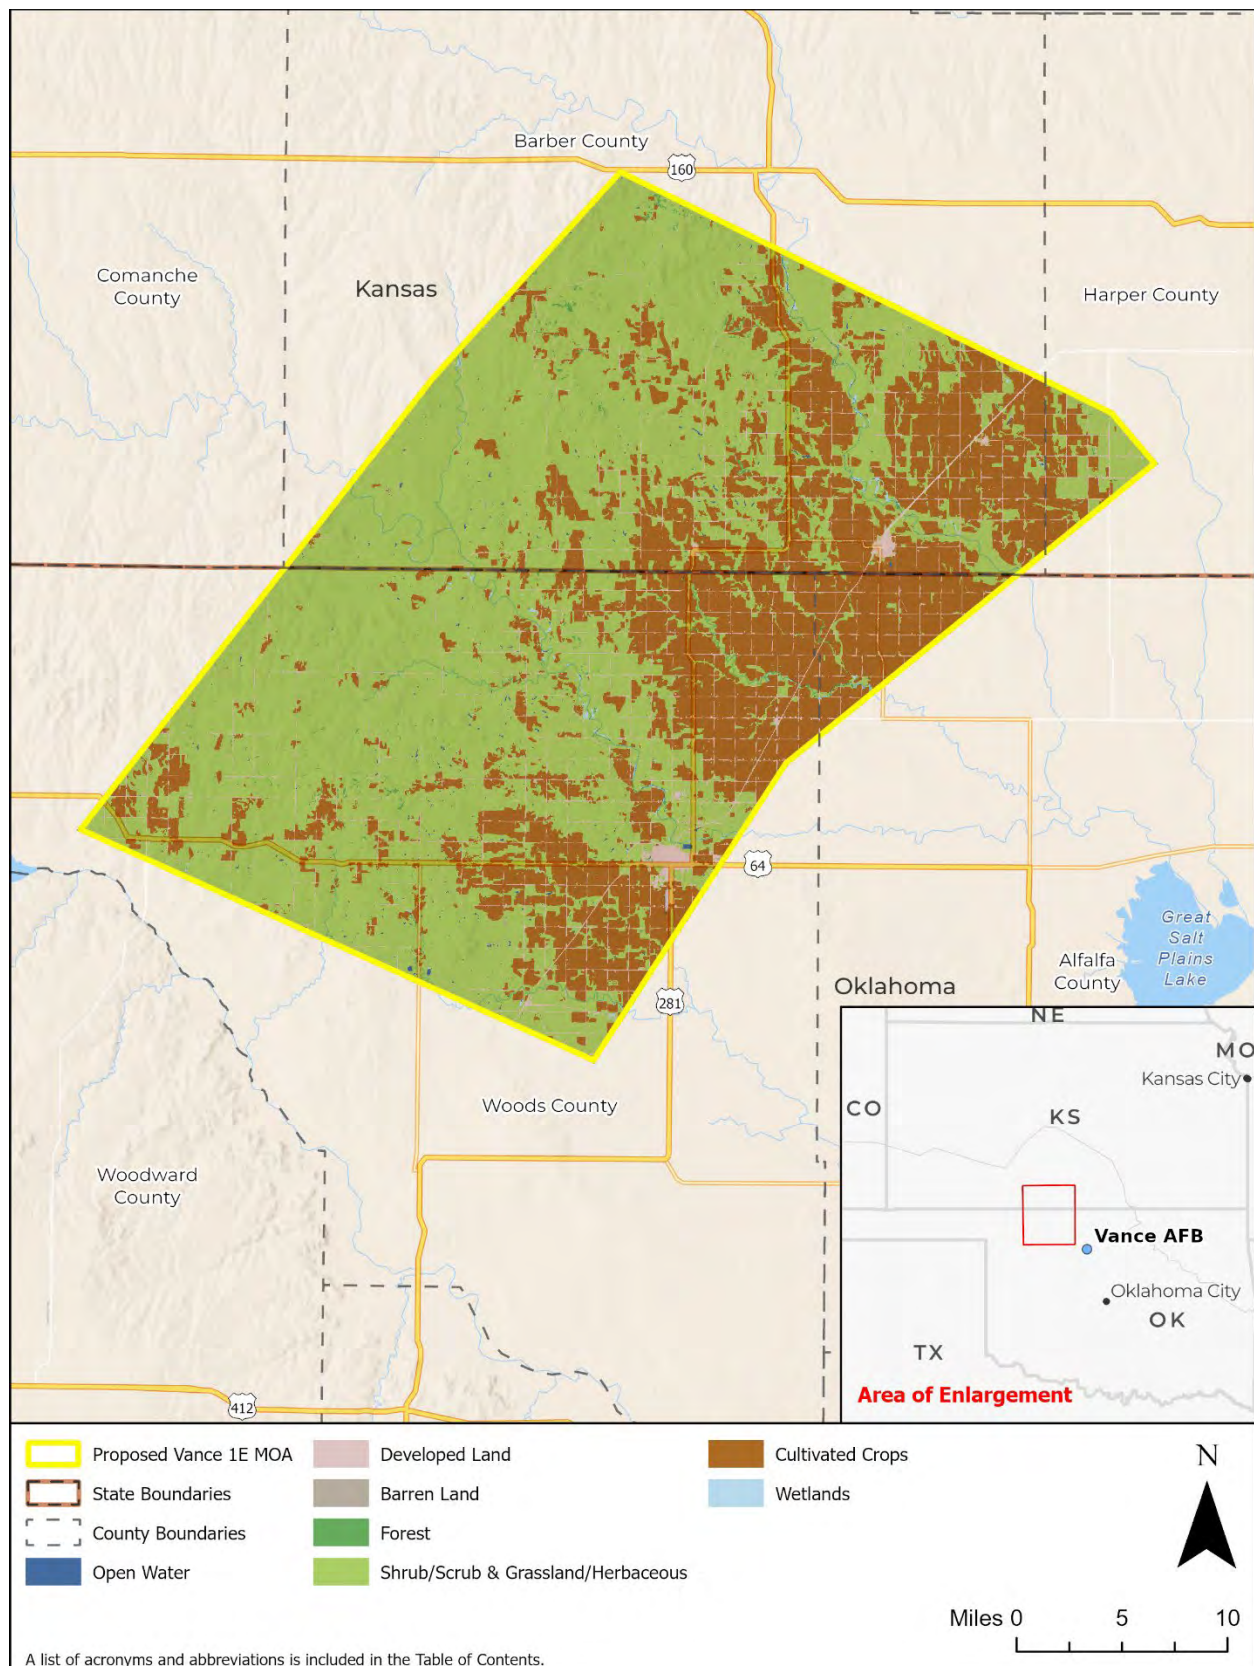 Barber County
160
Comanche
County
Kansas
Harper County
64
Great
Salt
Plains
Lake
Alfalfa
County
Oklahoma
281
Woods County
Woodward
County
412
NE
MO
Kansas City
CO
KS
Vance AFB
Oklahoma City
OK
TX
Area of Enlargement
Proposed Vance 1E MOA
State Boundaries
County Boundaries
Open Water
Developed Land
Barren Land
Forest
Shrub/Scrub & Grassland/Herbaceous
Cultivated Crops
Wetlands
N
Miles 0 5 10
A list of acronyms and abbreviations is included in the Table of Contents.